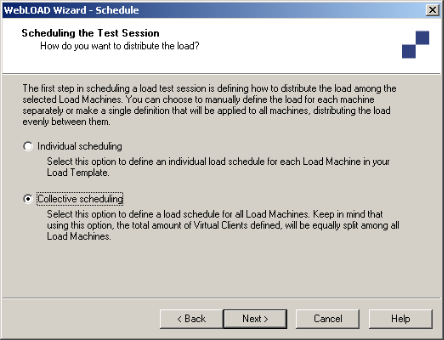 WebLOAD Wizard - Schedule
Scheduling the Test Session
How do you want to distribute the load?
The first step in scheduling a load test session is defining how to distribute the load among the
selected Load Machines. You can choose to manually define the load for each machine
separately or make a single definition that will be applied to all machines, distributing the load
evenly between them.
Individual scheduling
Select this option to define an individual load schedule for each Load Machine in your
Load Template.
Collective scheduling
Select this option to define a load schedule for all Load Machines. Keep in mind that
using this option, the total amount of Virtual Clients defined, will be equally split among all
Load Machines.
< Back Next > Cancel Help